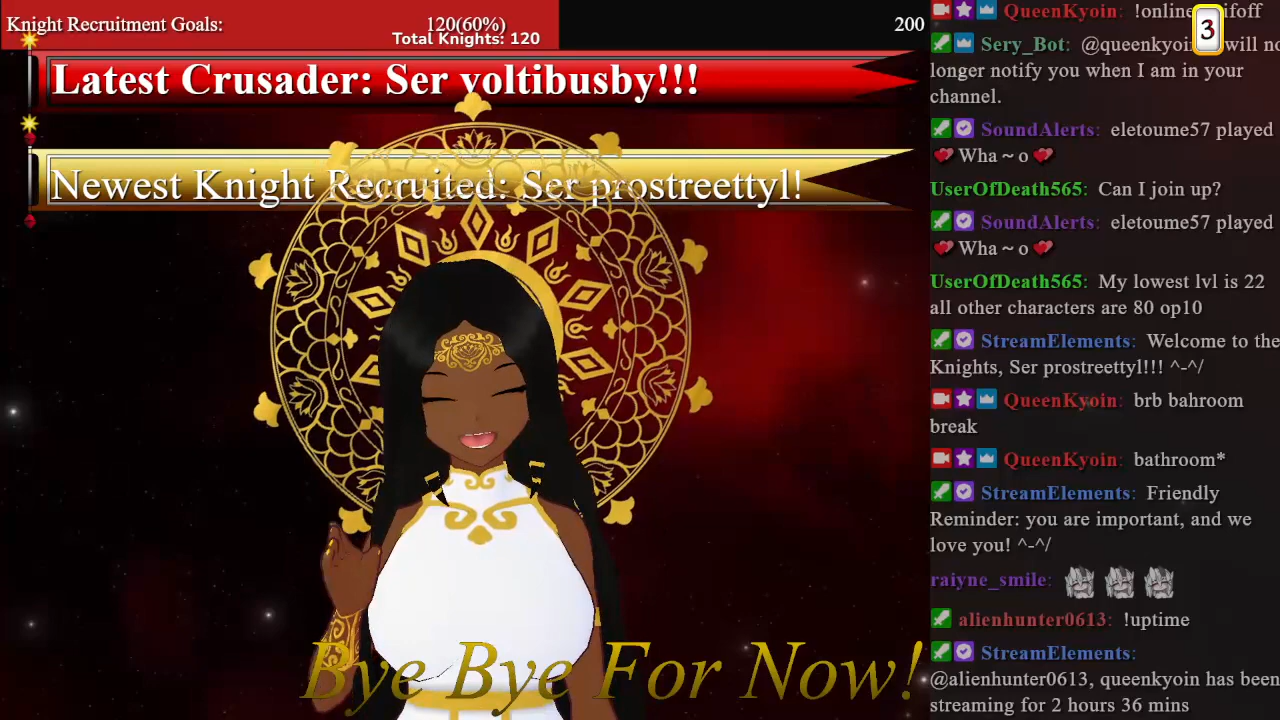 Knight Recruitment Goals:
120(60%)
200
Total Knights: 120
Latest Crusader: Ser voltibusby!!!
Newest Knight Recruited: Ser prostreettyl!
Bye Bye For Now!
QueenKyoin: !online
ifoff
3
Sery_Bot: @queenkyoin
will no
longer notify you when I am in your
channel.
SoundAlerts: eletoume57 played
Wha ~ o
UserOfDeath565: Can I join up?
SoundAlerts: eletoume57 played
Wha ~ o
UserOfDeath565: My lowest lvl is 22
all other characters are 80 op10
StreamElements: Welcome to the
Knights, Ser prostreettyl!!! ^-^/
QueenKyoin: brb bahroom
break
QueenKyoin: bathroom*
StreamElements: Friendly
Reminder: you are important, and we
love you! ^-^/
raiyne_smile:
alienhunter0613: !uptime
StreamElements:
@alienhunter0613, queenkyoin has been
streaming for 2 hours 36 mins